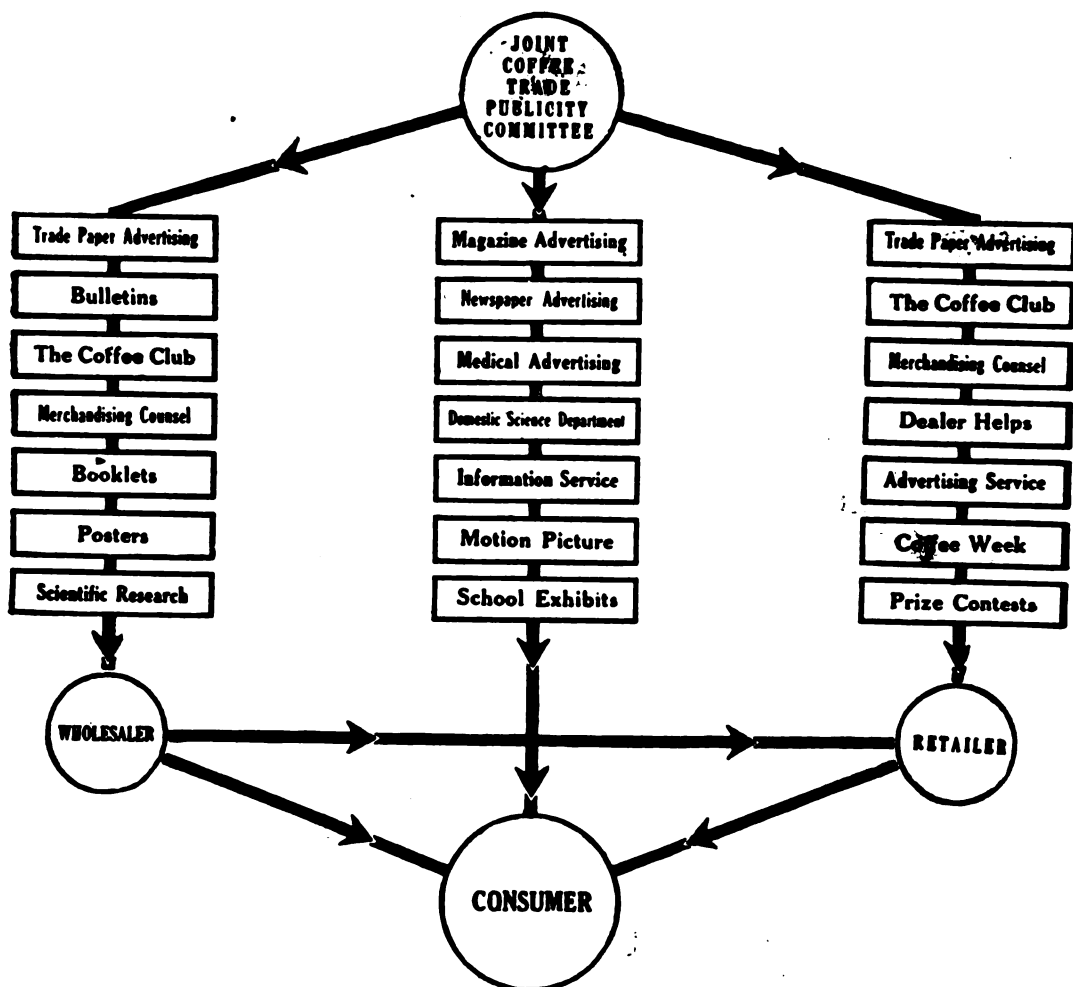 JOINT
COFFEE
TRADE
PUBLICITY
COMMITTEE
Trade Paper Advertising
Bulletins
The Coffee Club
Merchandising Counsel
Booklets
Posters
Scientific Research
WHOLESALER
Magazine Advertising
Newspaper Advertising
Medical Advertising
Domestic Science Department
Information Service
Motion Picture
School Exhibits
CONSUMER
Trade Paper Advertising
The Coffee Club
Merchandising Counsel
Dealer Helps
Advertising Service
Coffee Week
Prize Contests
RETAILER